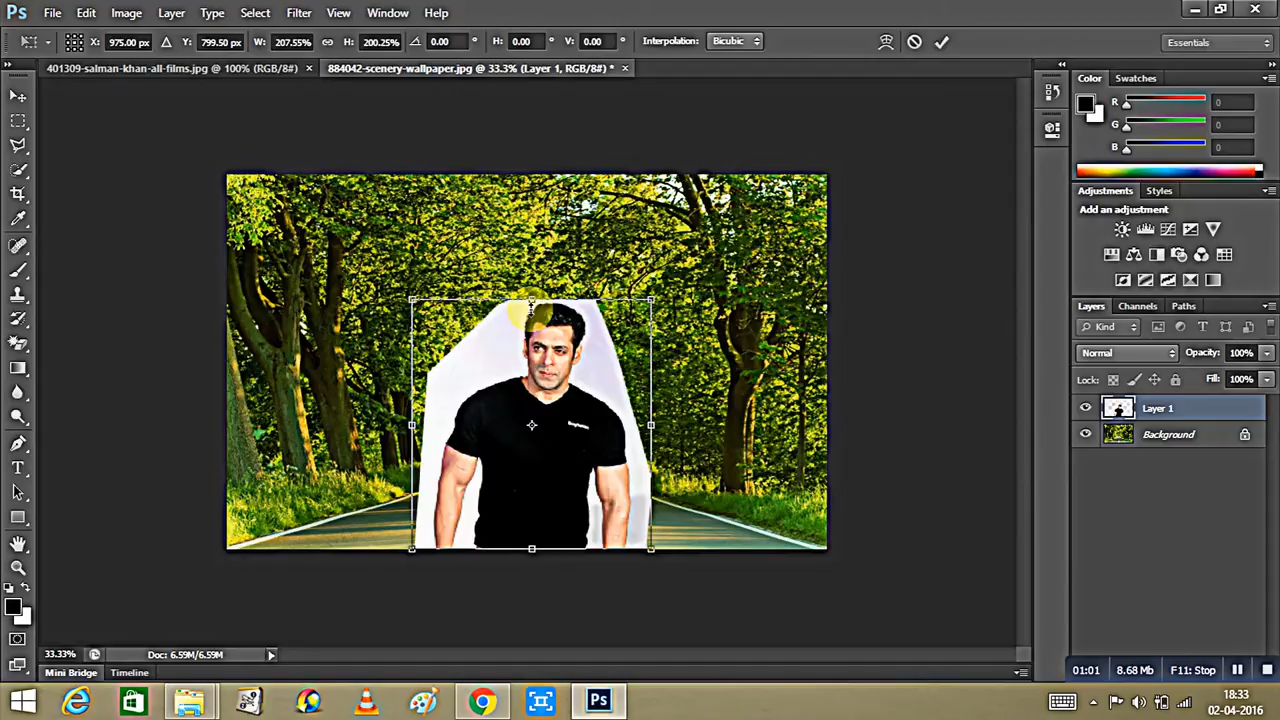 Ps File Edit Image Layer Type Select Filter View Window Help
X: 975.00 px Y: 799.50 px W: 207.55% H: 200.25% 0.00 ° H: 0.00 ° V: 0.00 ° Interpolation: Bicubic Essentials
401309-salman-khan-all-films.jpg @ 100% (RGB/8#) × 884042-scenery-wallpaper.jpg @ 33.3% (Layer 1, RGB/8#) * ×
Color Swatches
R 0
G 0
B 0
Adjustments Styles
Add an adjustment
Layers Channels Paths
Kind
Normal Opacity: 100%
Lock: Fill: 100%
Layer 1
Background
33.33% Doc: 6.59M/6.59M
Mini Bridge Timeline
01:01 8.68 Mb F11: Stop
Ps
18:33
02-04-2016